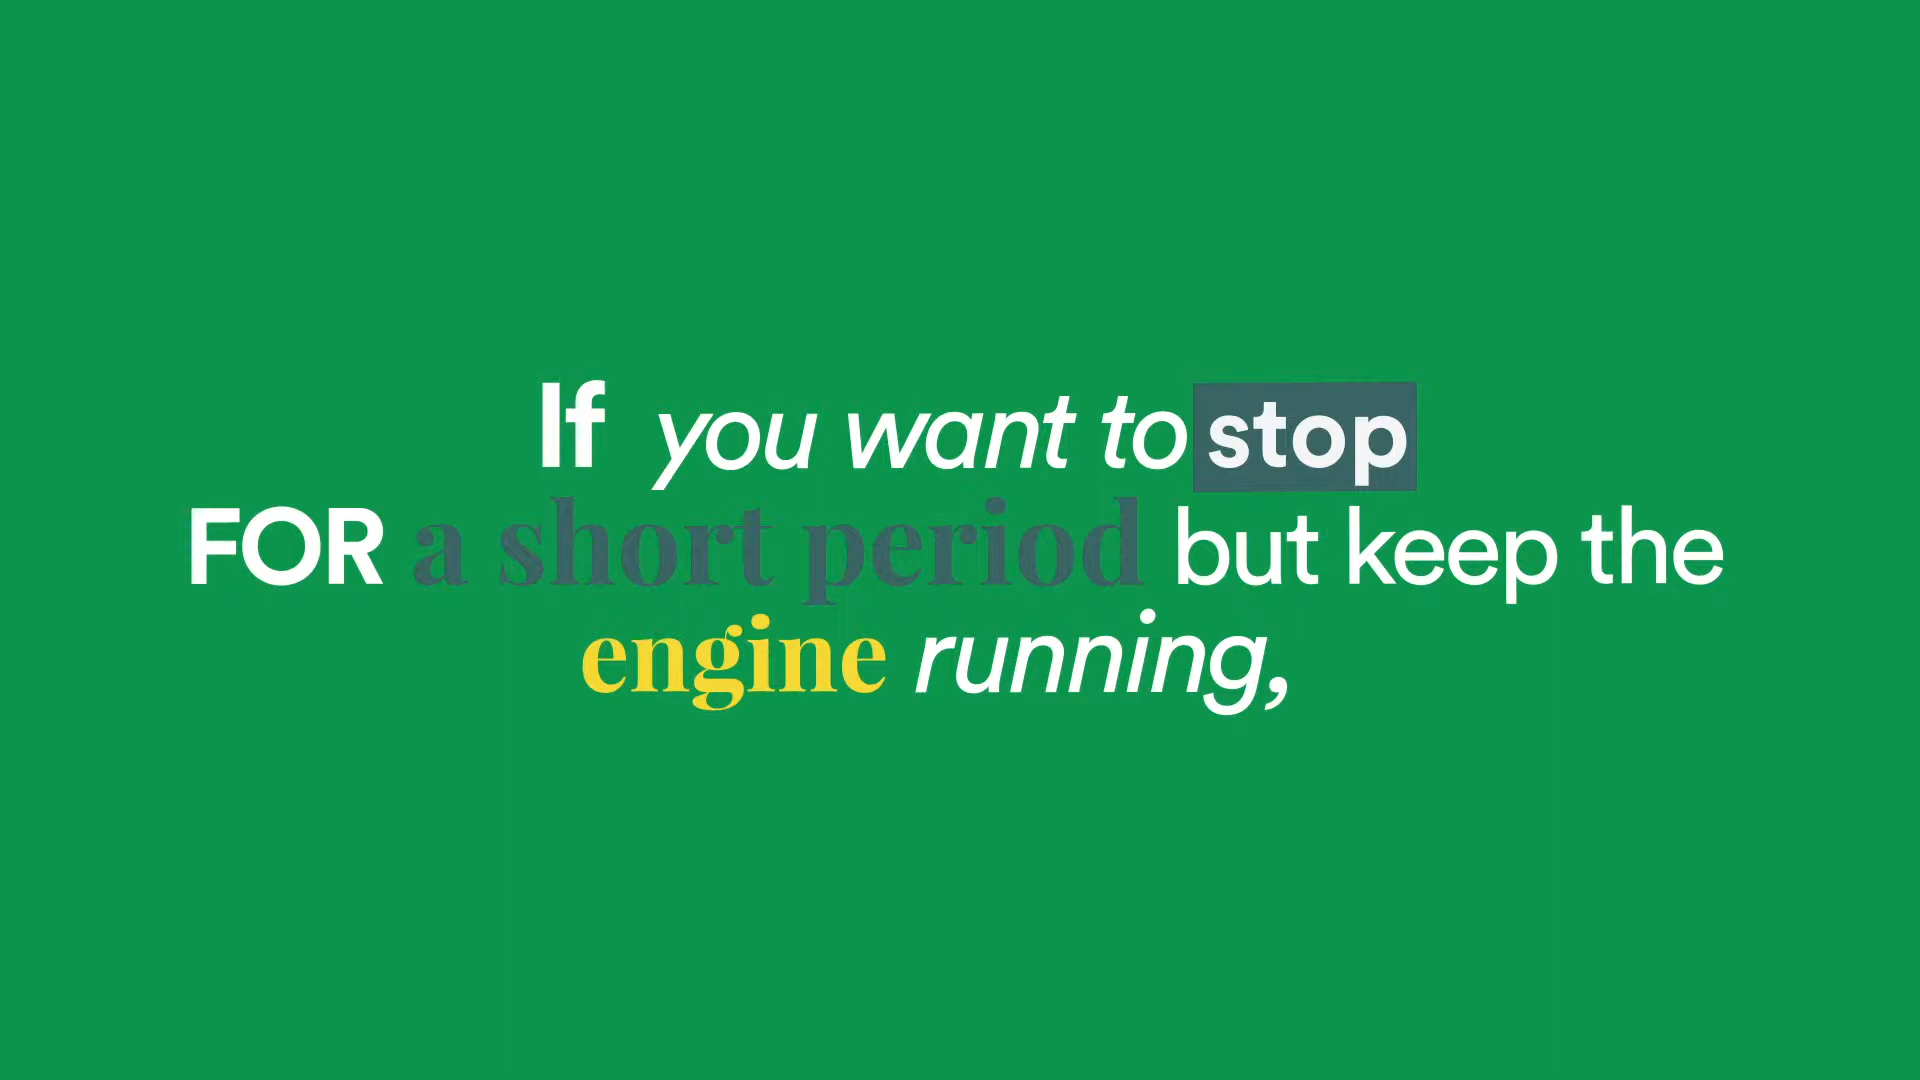 If you want to stop
FOR a short period but keep the
engine running,